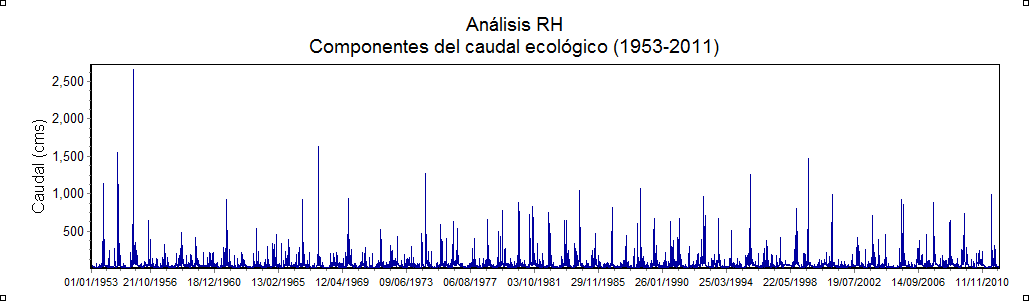 Análisis RH
Componentes del caudal ecológico (1953-2011)
Caudal (cms)
2,500
2,000
1,500
1,000
500
01/01/1953 21/10/1956 18/12/1960 13/02/1965 12/04/1969 09/06/1973 06/08/1977 03/10/1981 29/11/1985 26/01/1990 25/03/1994 22/05/1998 19/07/2002 14/09/2006 11/11/2010